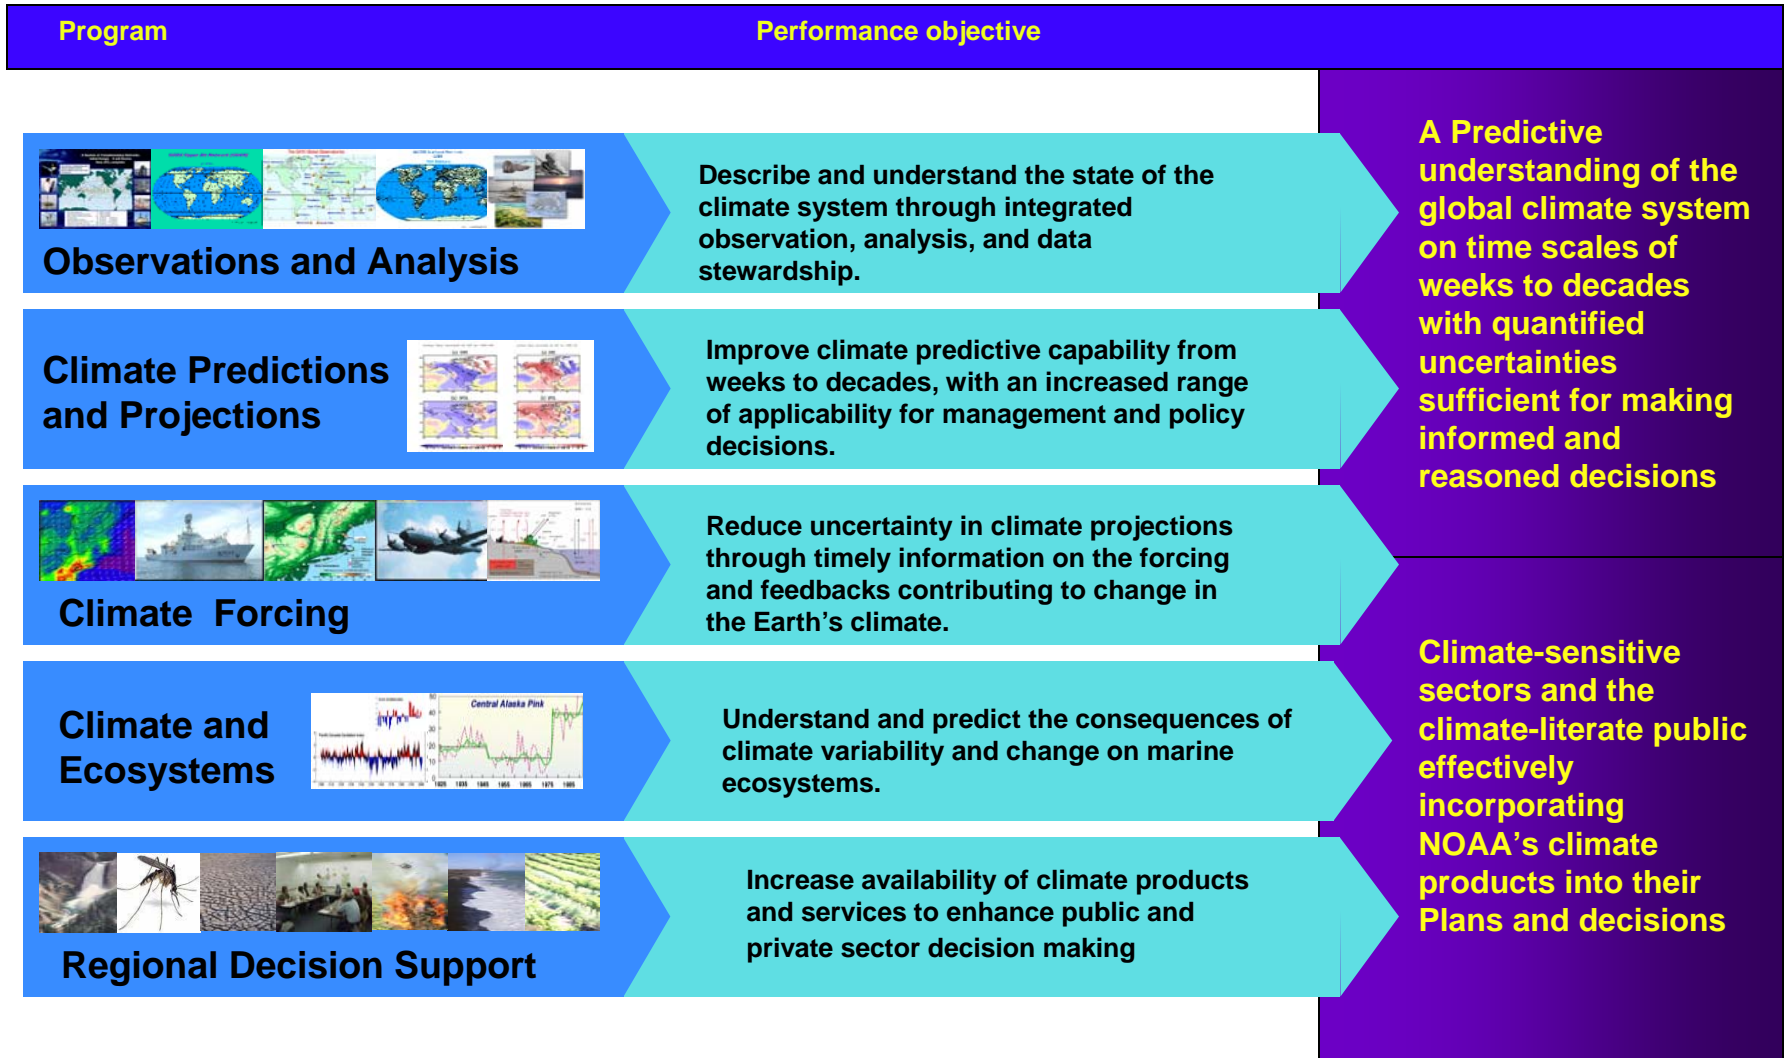 Program
Performance objective
Observations and Analysis
Describe and understand the state of the
climate system through integrated
observation, analysis, and data
stewardship.
Climate Predictions
and Projections
Improve climate predictive capability from
weeks to decades, with an increased range
of applicability for management and policy
decisions.
Climate Forcing
Reduce uncertainty in climate projections
through timely information on the forcing
and feedbacks contributing to change in
the Earth’s climate.
Climate and
Ecosystems
Central Alaska Pink
Understand and predict the consequences of
climate variability and change on marine
ecosystems.
Regional Decision Support
Increase availability of climate products
and services to enhance public and
private sector decision making
A Predictive
understanding of the
global climate system
on time scales of
weeks to decades
with quantified
uncertainties
sufficient for making
informed and
reasoned decisions
Climate-sensitive
sectors and the
climate-literate public
effectively
incorporating
NOAA’s climate
products into their
Plans and decisions